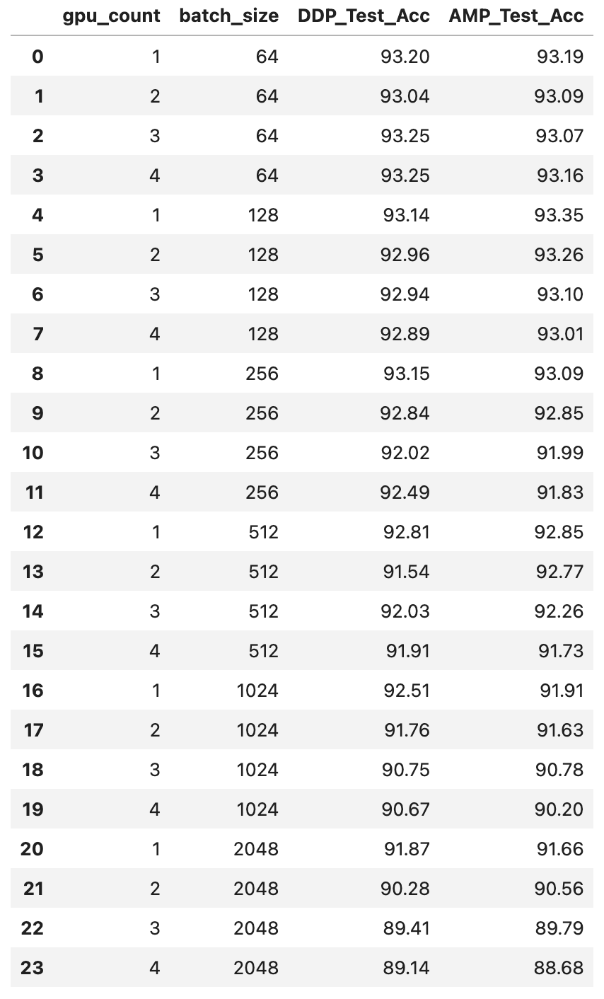 gpu_count batch_size DDP_Test_Acc AMP_Test_Acc
0 1 64 93.20 93.19
1 2 64 93.04 93.09
2 3 64 93.25 93.07
3 4 64 93.25 93.16
4 1 128 93.14 93.35
5 2 128 92.96 93.26
6 3 128 92.94 93.10
7 4 128 92.89 93.01
8 1 256 93.15 93.09
9 2 256 92.84 92.85
10 3 256 92.02 91.99
11 4 256 92.49 91.83
12 1 512 92.81 92.85
13 2 512 91.54 92.77
14 3 512 92.03 92.26
15 4 512 91.91 91.73
16 1 1024 92.51 91.91
17 2 1024 91.76 91.63
18 3 1024 90.75 90.78
19 4 1024 90.67 90.20
20 1 2048 91.87 91.66
21 2 2048 90.28 90.56
22 3 2048 89.41 89.79
23 4 2048 89.14 88.68